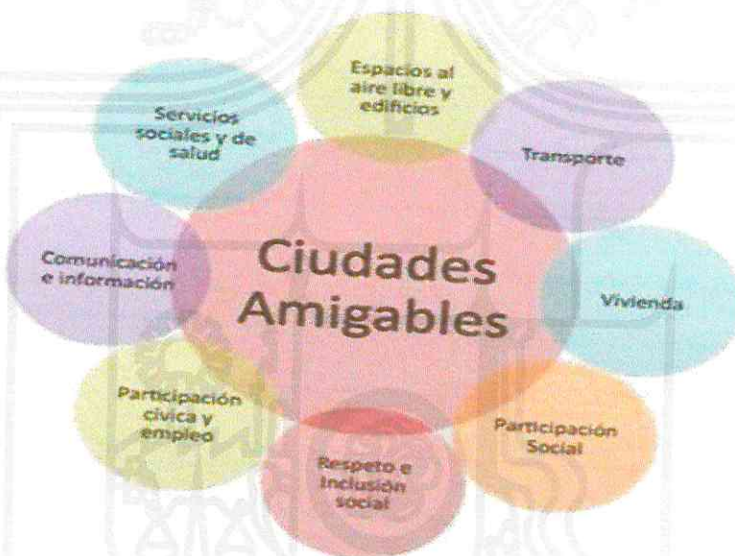 Espacios al
aire libre y
edificios
Transporte
Vivienda
Participación
Social
Respeto e
Inclusión
social
Participación
cívica y
empleo
Comunicación
e información
Servicios
sociales y de
salud
Ciudades
Amigables